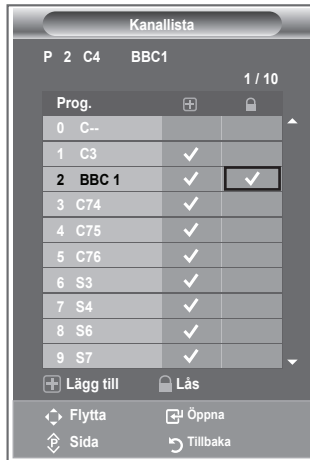 Kanallista
P 2 C4 BBC1
1 / 10
Prog.
0 C--
1 C3
2 BBC 1
3 C74
4 C75
5 C76
6 S3
7 S4
8 S6
9 S7
Lägg till Lås
Flytta Öppna
Sida Tillbaka